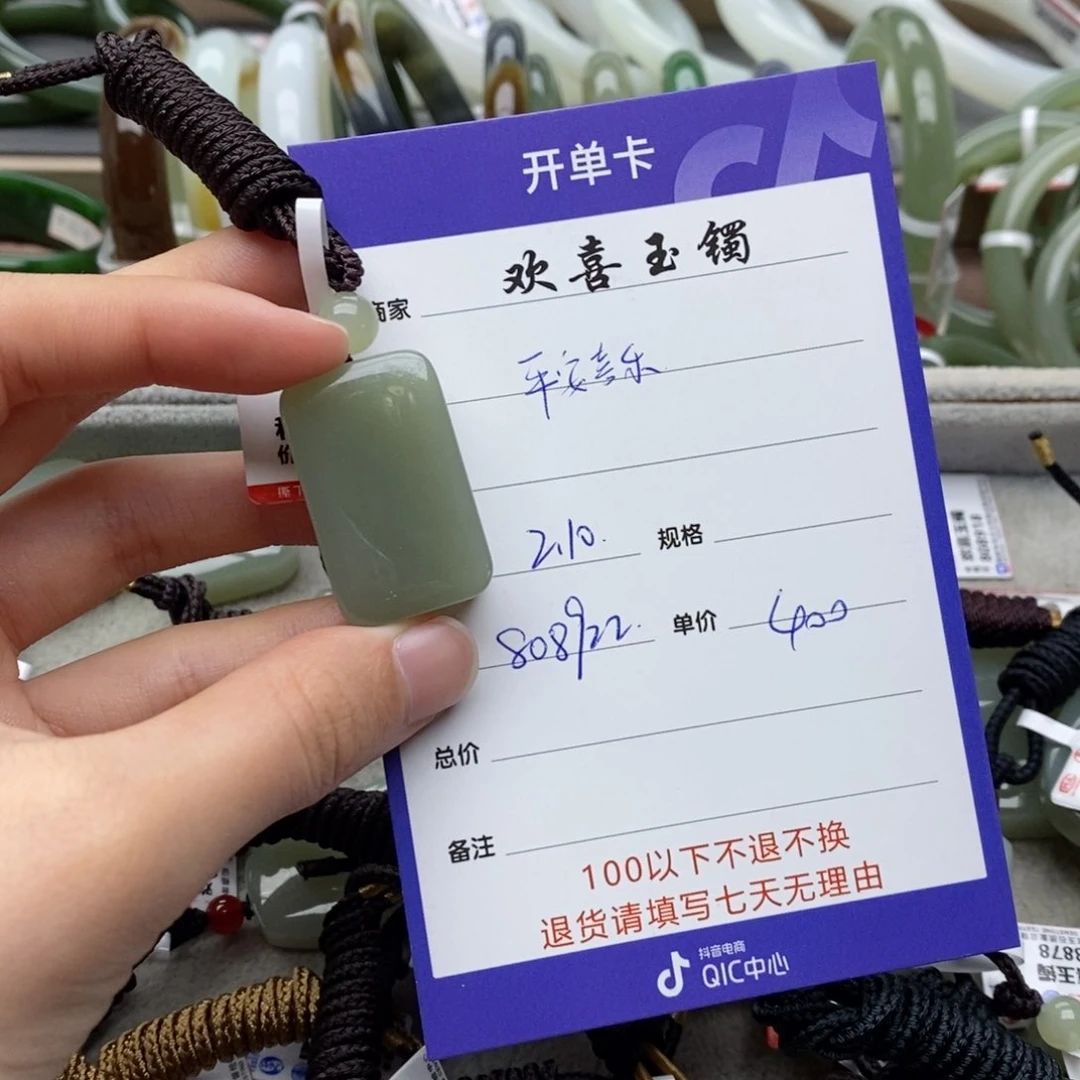 开单卡
商家 欢喜玉镯
平安喜乐
2.10. 规格
808922. 单价 400
总价
备注
100以下不退不换
退货请填写七天无理由
抖音电商
QIC中心